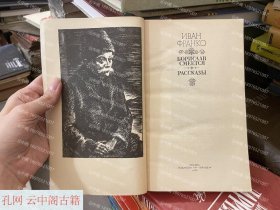 ИВАН
ФРАНКО
БОРИСЛАВ
СМЕЕТСЯ
РАССКАЗЫ
孔网 云中阁古籍